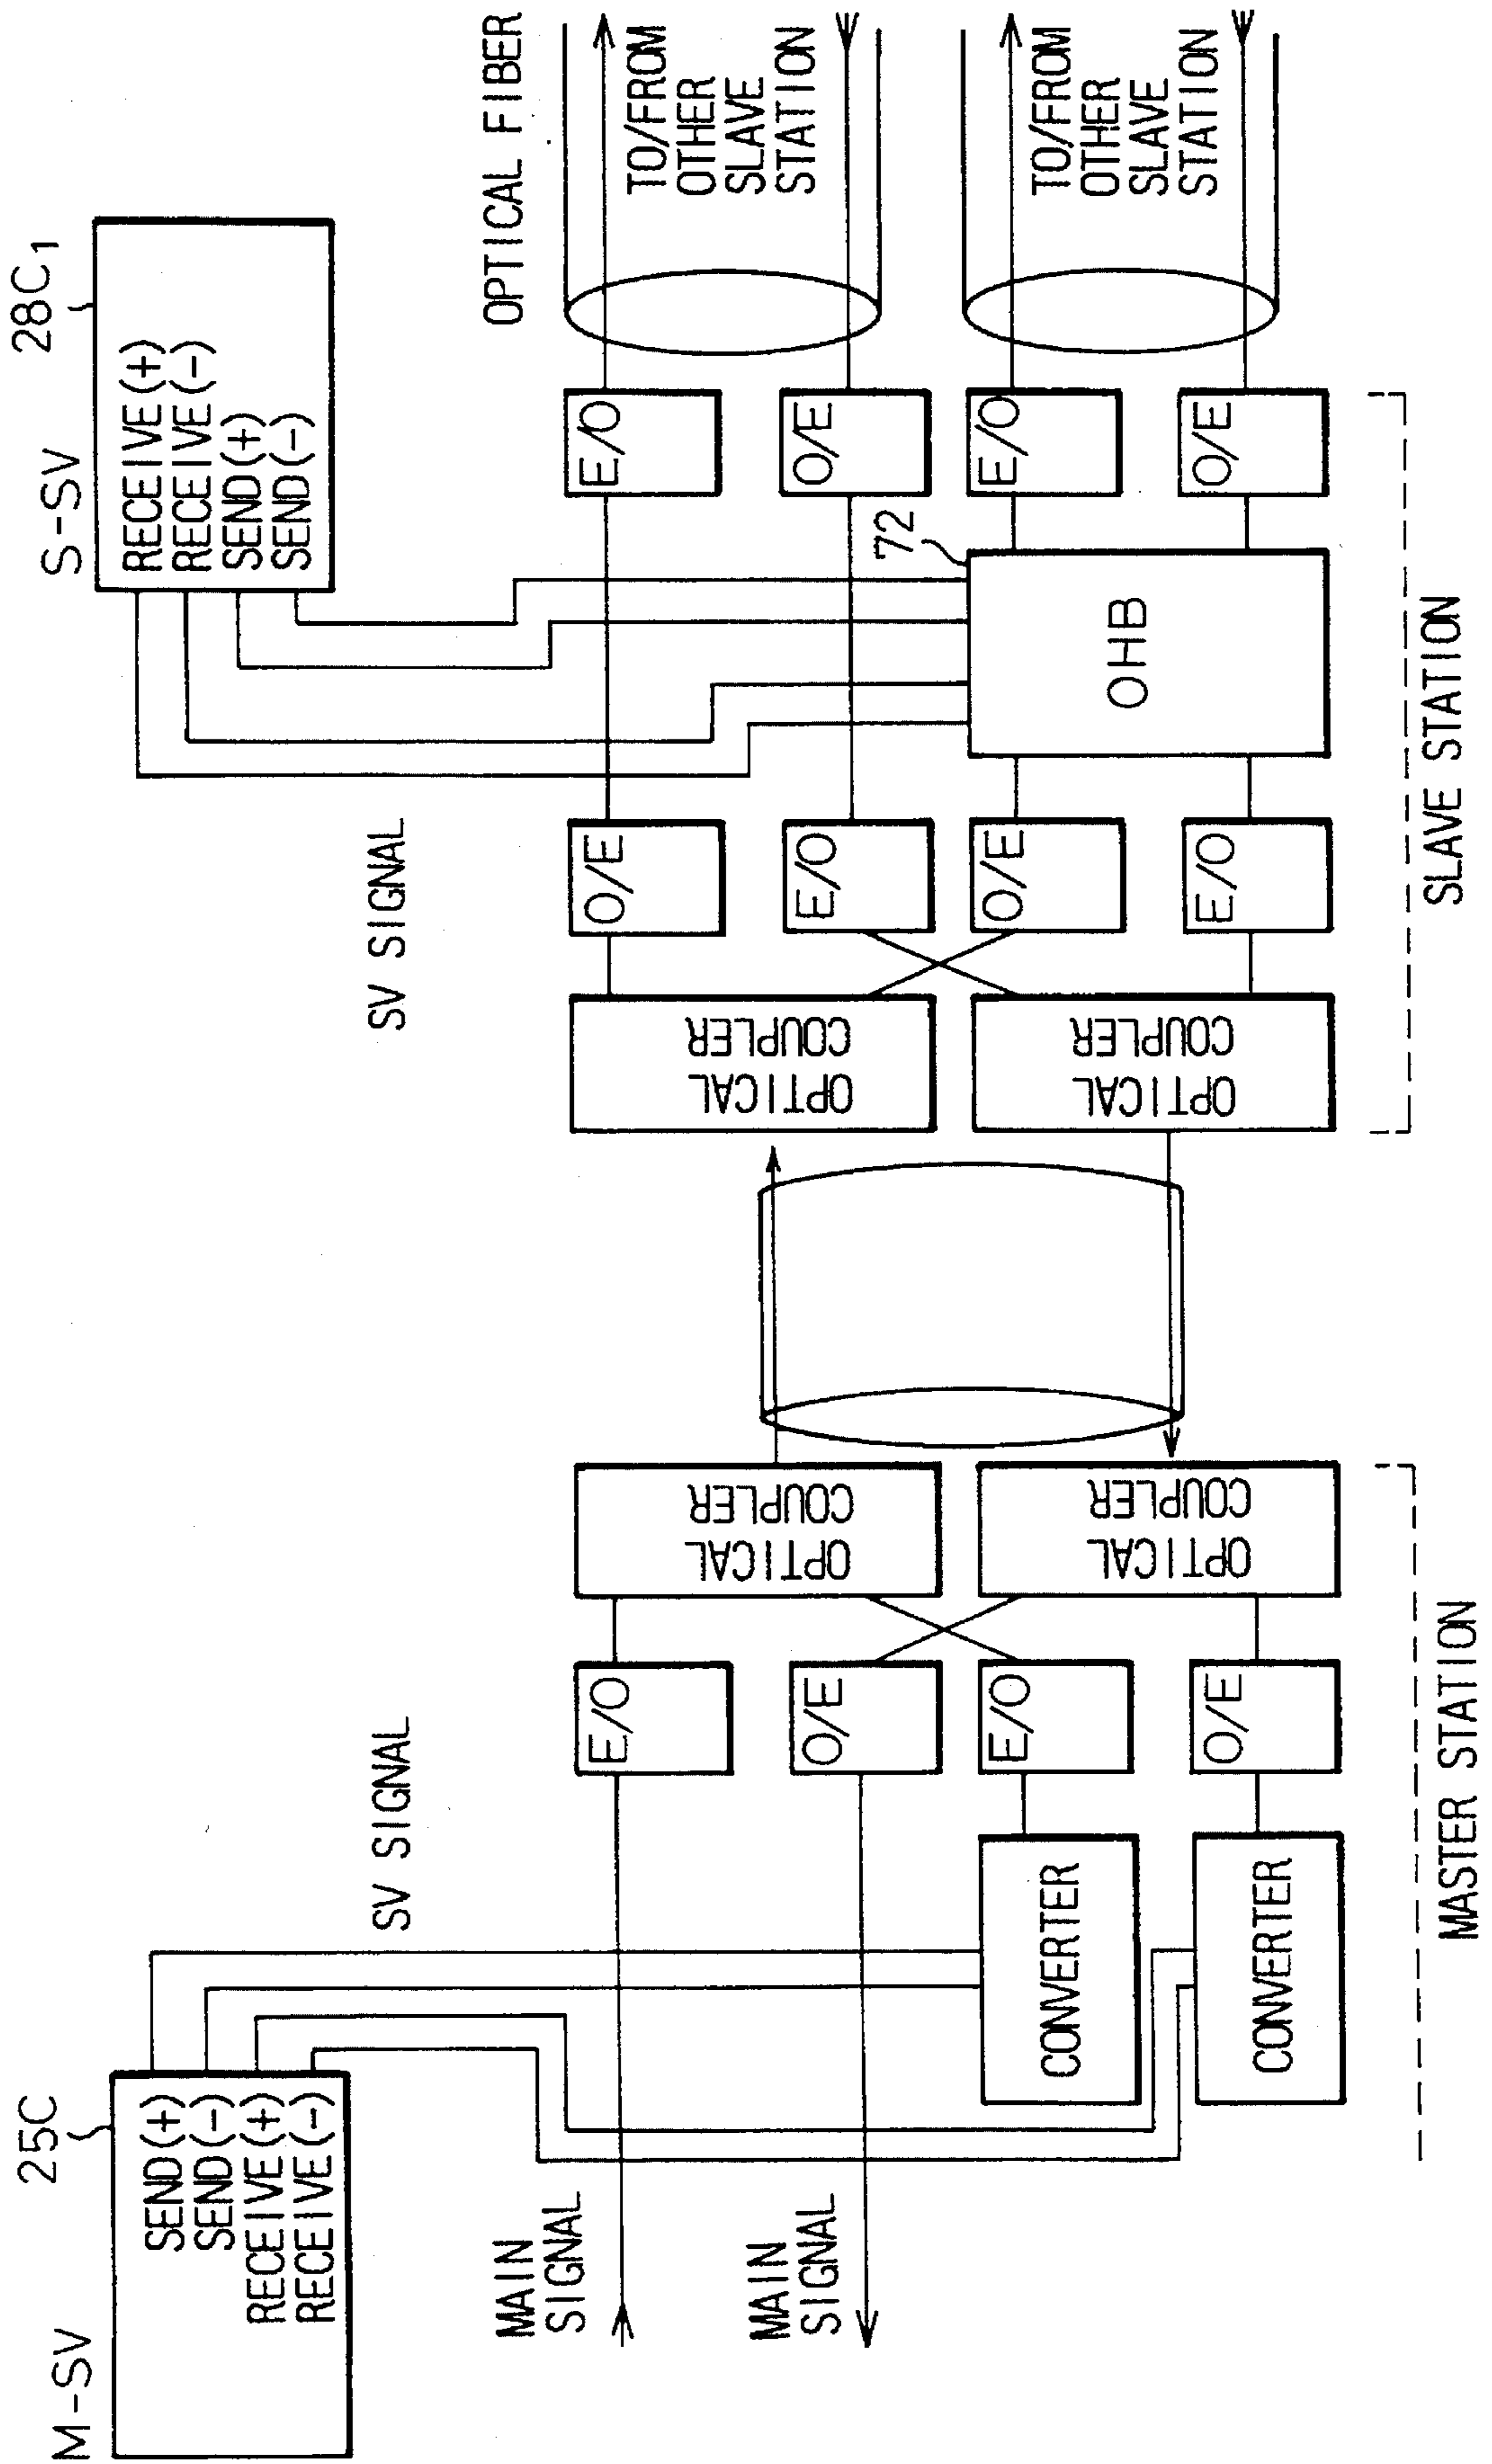 M-SV
25C
SEND(+)
SEND(-)
RECEIVE(+)
RECEIVE(-)
S-SV
28C₁
RECEIVE(+)
RECEIVE(-)
SEND(+)
SEND(-)
SV SIGNAL
SV SIGNAL
OPTICAL FIBER
MAIN
SIGNAL
E/O
OPTICAL
COUPLER
OPTICAL
COUPLER
O/E
E/O
TO/FROM
OTHER
SLAVE
STATION
MAIN
SIGNAL
O/E
E/O
O/E
72
CONVERTER
E/O
OPTICAL
COUPLER
OPTICAL
COUPLER
O/E
OHB
E/O
TO/FROM
OTHER
SLAVE
STATION
CONVERTER
O/E
E/O
O/E
MASTER STATION
SLAVE STATION